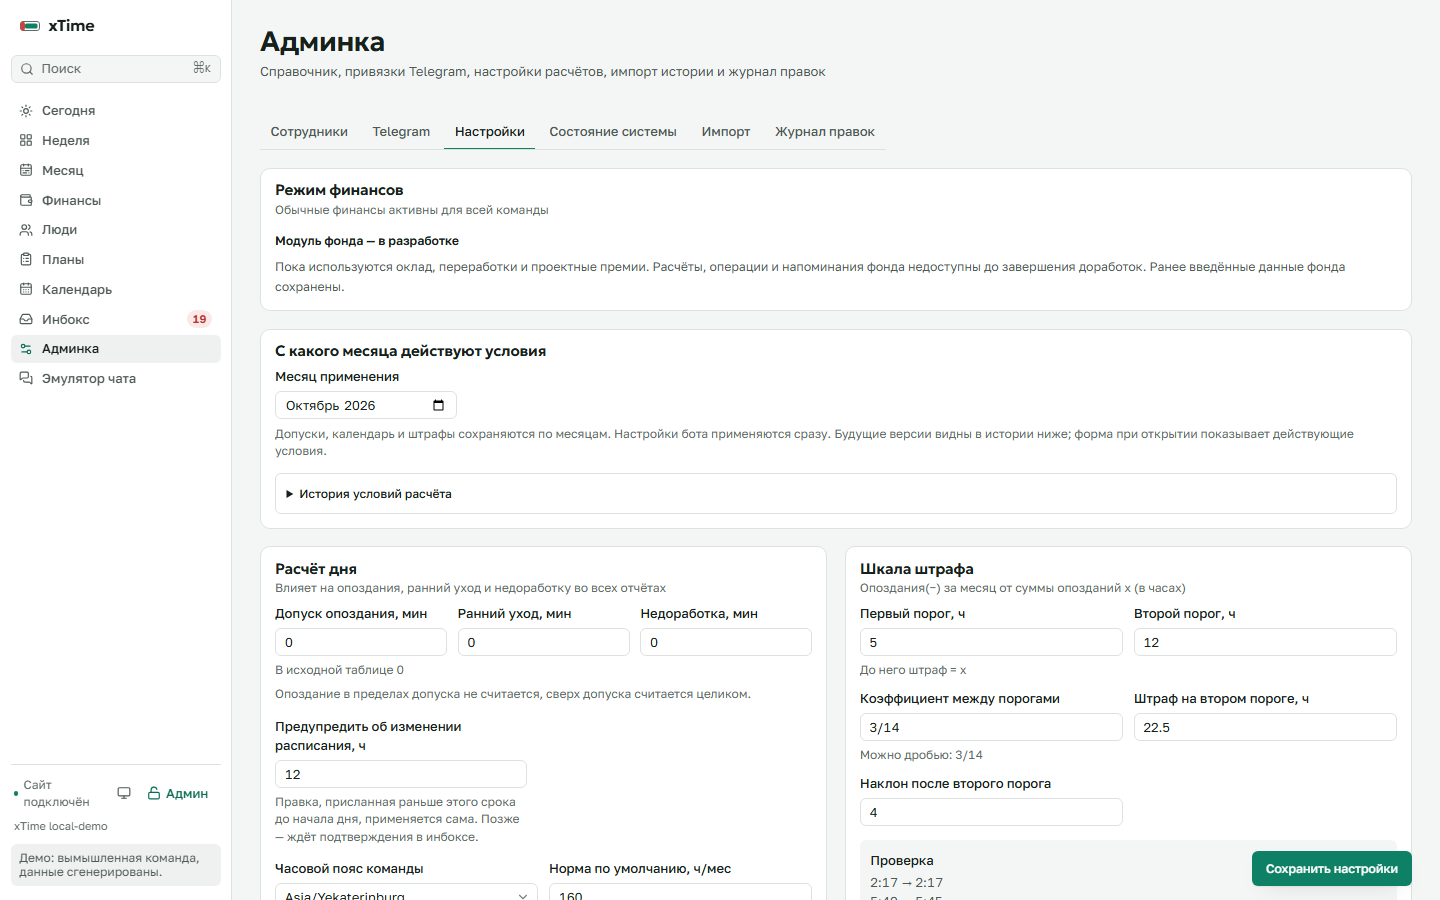 xTime
Поиск ⌘K
Сегодня
Неделя
Месяц
Финансы
Люди
Планы
Календарь
Инбокс 19
Админка
Эмулятор чата
Сайт подключён
Админ
xTime local-demo
Демо: вымышленная команда,
данные сгенерированы.
Админка
Справочник, привязки Telegram, настройки расчётов, импорт истории и журнал правок
Сотрудники Telegram Настройки Состояние системы Импорт Журнал правок
Режим финансов
Обычные финансы активны для всей команды
Модуль фонда — в разработке
Пока используются оклад, переработки и проектные премии. Расчёты, операции и напоминания фонда недоступны до завершения доработок. Ранее введённые данные фонда
сохранены.
С какого месяца действуют условия
Месяц применения
Октябрь 2026
Допуски, календарь и штрафы сохраняются по месяцам. Настройки бота применяются сразу. Будущие версии видны в истории ниже; форма при открытии показывает действующие
условия.
▶ История условий расчёта
Расчёт дня
Влияет на опоздания, ранний уход и недоработку во всех отчётах
Допуск опоздания, мин Ранний уход, мин Недоработка, мин
0 0 0
В исходной таблице 0
Опоздание в пределах допуска не считается, сверх допуска считается целиком.
Предупредить об изменении
расписания, ч
12
Правка, присланная раньше этого срока
до начала дня, применяется сама. Позже
— ждёт подтверждения в инбоксе.
Часовой пояс команды Норма по умолчанию, ч/мес
Asia/Yekaterinburg 160
Шкала штрафа
Опоздания(−) за месяц от суммы опозданий x (в часах)
Первый порог, ч Второй порог, ч
5 12
До него штраф = x
Коэффициент между порогами Штраф на втором пороге, ч
3/14 22.5
Можно дробью: 3/14
Наклон после второго порога
4
Проверка
2:17 → 2:17
5:40 → 5:45
Сохранить настройки